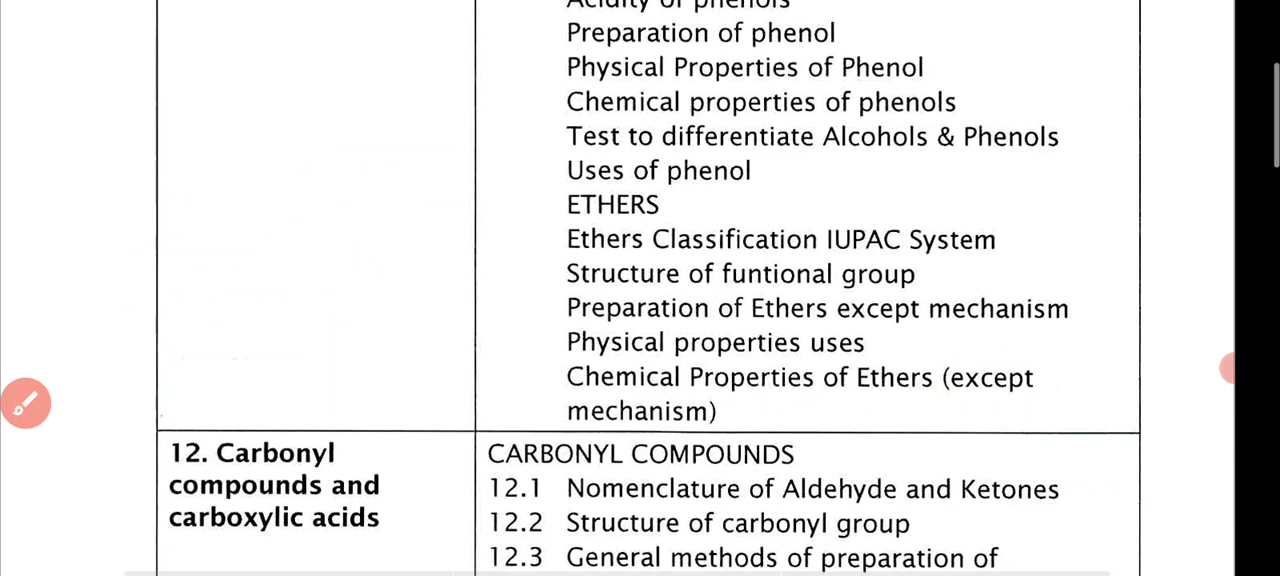 Acidity of phenols
Preparation of phenol
Physical Properties of Phenol
Chemical properties of phenols
Test to differentiate Alcohols & Phenols
Uses of phenol
ETHERS
Ethers Classification IUPAC System
Structure of funtional group
Preparation of Ethers except mechanism
Physical properties uses
Chemical Properties of Ethers (except
mechanism)
12. Carbonyl
compounds and
carboxylic acids
CARBONYL COMPOUNDS
12.1 Nomenclature of Aldehyde and Ketones
12.2 Structure of carbonyl group
12.3 General methods of preparation of